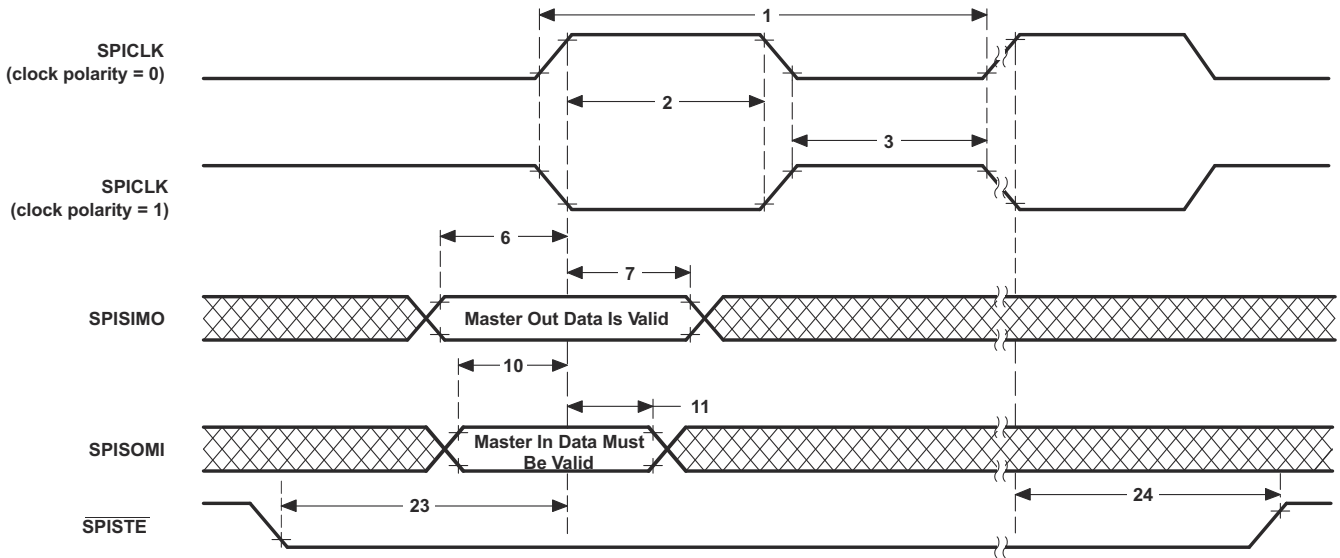 1
SPICLK
(clock polarity = 0)
2
3
SPICLK
(clock polarity = 1)
6
7
SPISIMO
Master Out Data Is Valid
10
11
SPISOMI
Master In Data Must
Be Valid
23
24
SPISTE